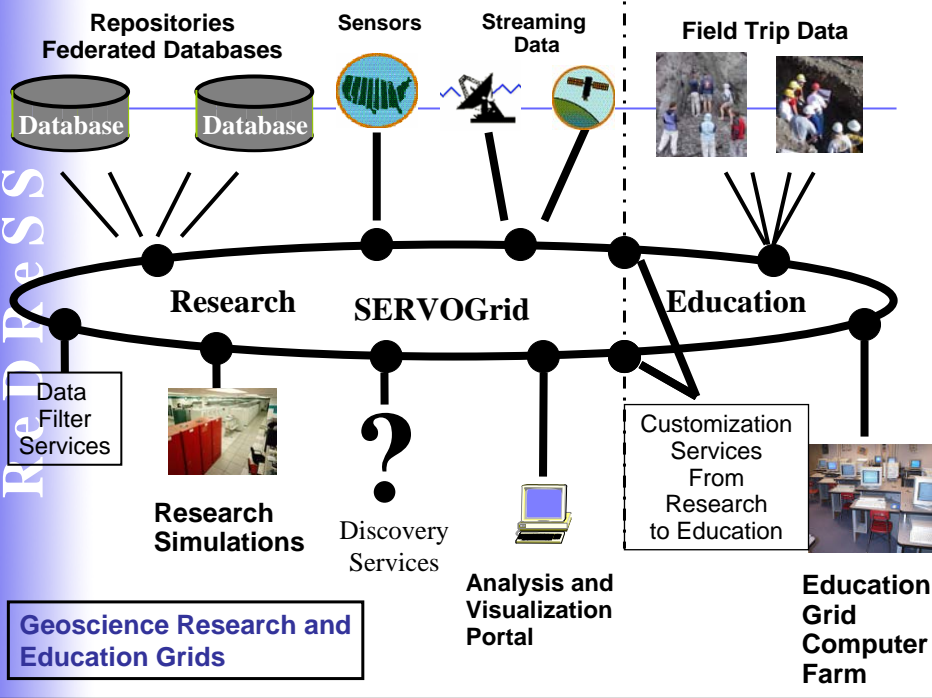 Repositories
Federated Databases
Sensors
Streaming
Data
Field Trip Data
Database
Database
ReDReSS
Research
SERVOGrid
Education
Data
Filter
Services
Research
Simulations
?
Discovery
Services
Analysis and
Visualization
Portal
Customization
Services
From
Research
to Education
Education
Grid
Computer
Farm
Geoscience Research and
Education Grids